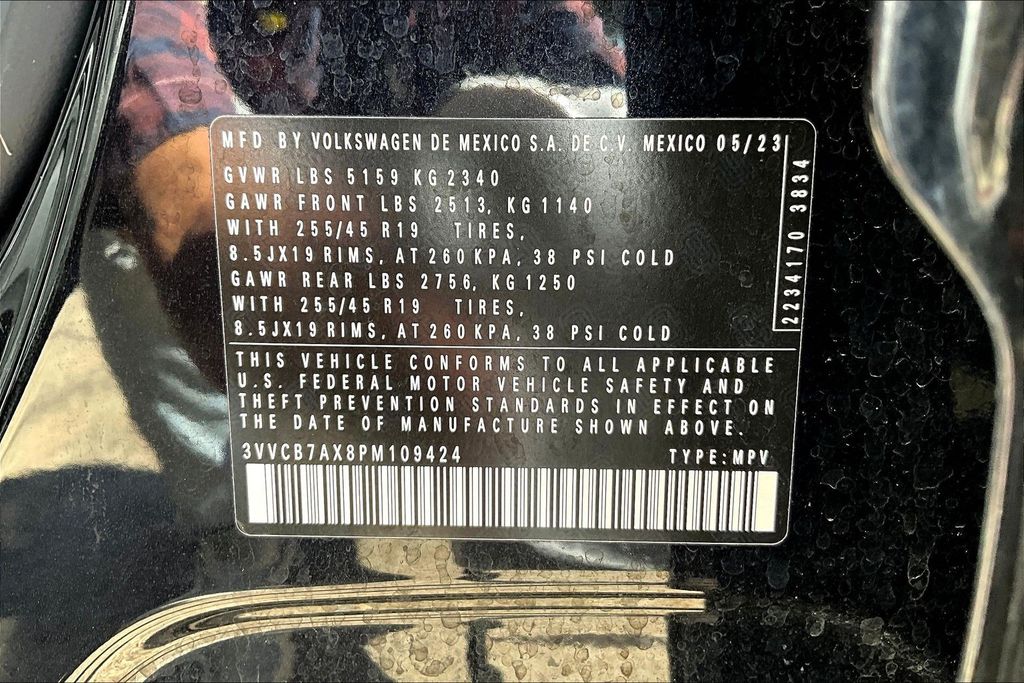 MFD BY VOLKSWAGEN DE MEXICO S.A. DE C.V. MEXICO 05/23
GVWR LBS 5159 KG 2340
GAWR FRONT LBS 2513, KG 1140
WITH 255/45 R19 TIRES,
8.5JX19 RIMS, AT 260 KPA, 38 PSI COLD
GAWR REAR LBS 2756, KG 1250
WITH 255/45 R19 TIRES,
8.5JX19 RIMS, AT 260 KPA, 38 PSI COLD
2234170 3834
THIS VEHICLE CONFORMS TO ALL APPLICABLE
U.S. FEDERAL MOTOR VEHICLE SAFETY AND
THEFT PREVENTION STANDARDS IN EFFECT ON
THE DATE OF MANUFACTURE SHOWN ABOVE.
3VVCB7AX8PM109424 TYPE: MPV